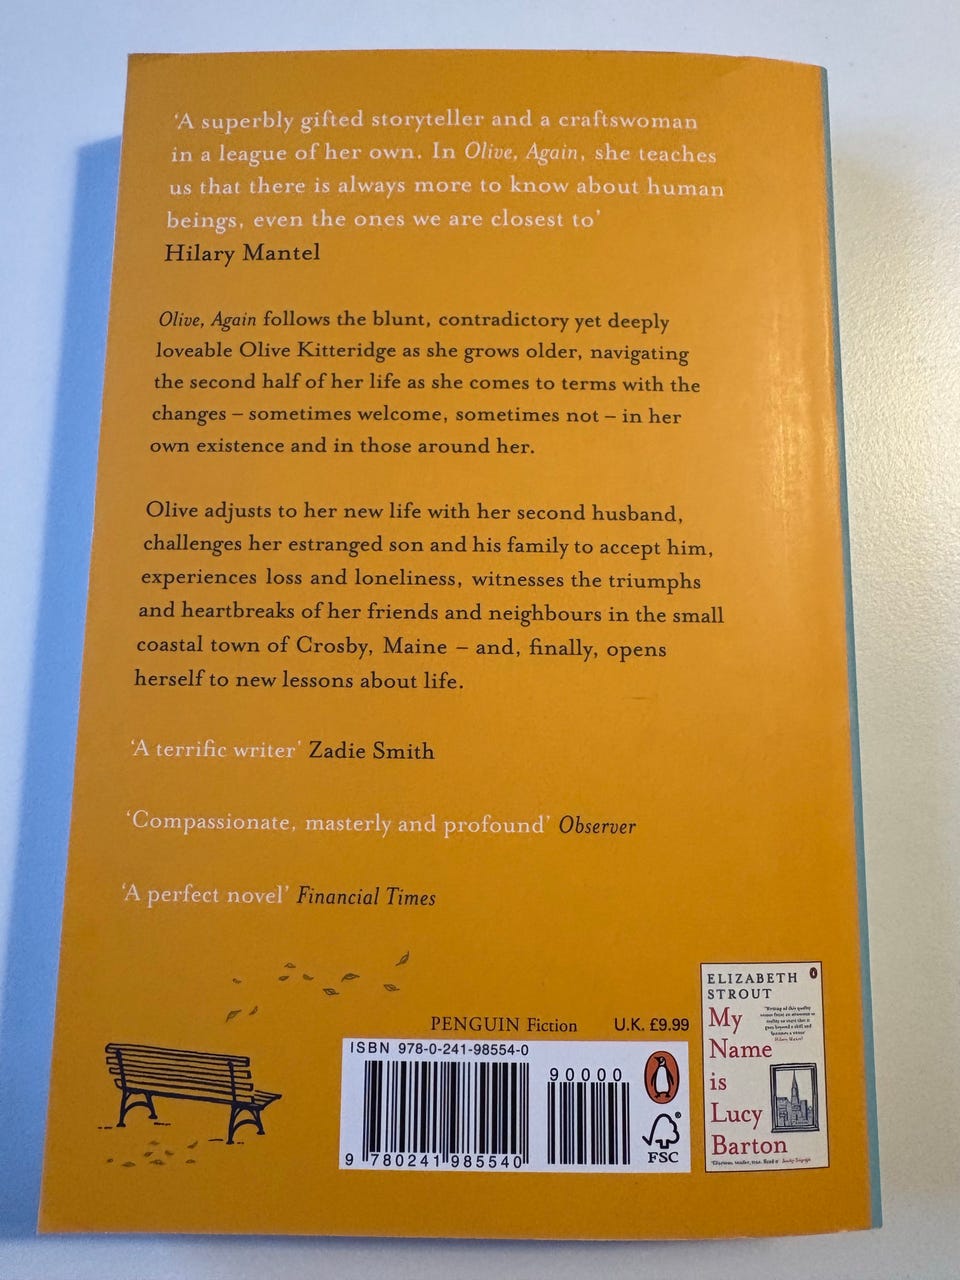 ‘A superbly gifted storyteller and a craftswoman
in a league of her own. In Olive, Again, she teaches
us that there is always more to know about human
beings, even the ones we are closest to’
Hilary Mantel
Olive, Again follows the blunt, contradictory yet deeply
loveable Olive Kitteridge as she grows older, navigating
the second half of her life as she comes to terms with the
changes – sometimes welcome, sometimes not – in her
own existence and in those around her.
Olive adjusts to her new life with her second husband,
challenges her estranged son and his family to accept him,
experiences loss and loneliness, witnesses the triumphs
and heartbreaks of her friends and neighbours in the small
coastal town of Crosby, Maine – and, finally, opens
herself to new lessons about life.
‘A terrific writer’ Zadie Smith
‘Compassionate, masterly and profound’ Observer
‘A perfect novel’ Financial Times
PENGUIN Fiction U.K. £9.99
ISBN 978-0-241-98554-0
90000
9 780241 985540
FSC
®
ELIZABETH
STROUT
My
Name
is
Lucy
Barton
Hilary Mantel
Sunday Telegraph